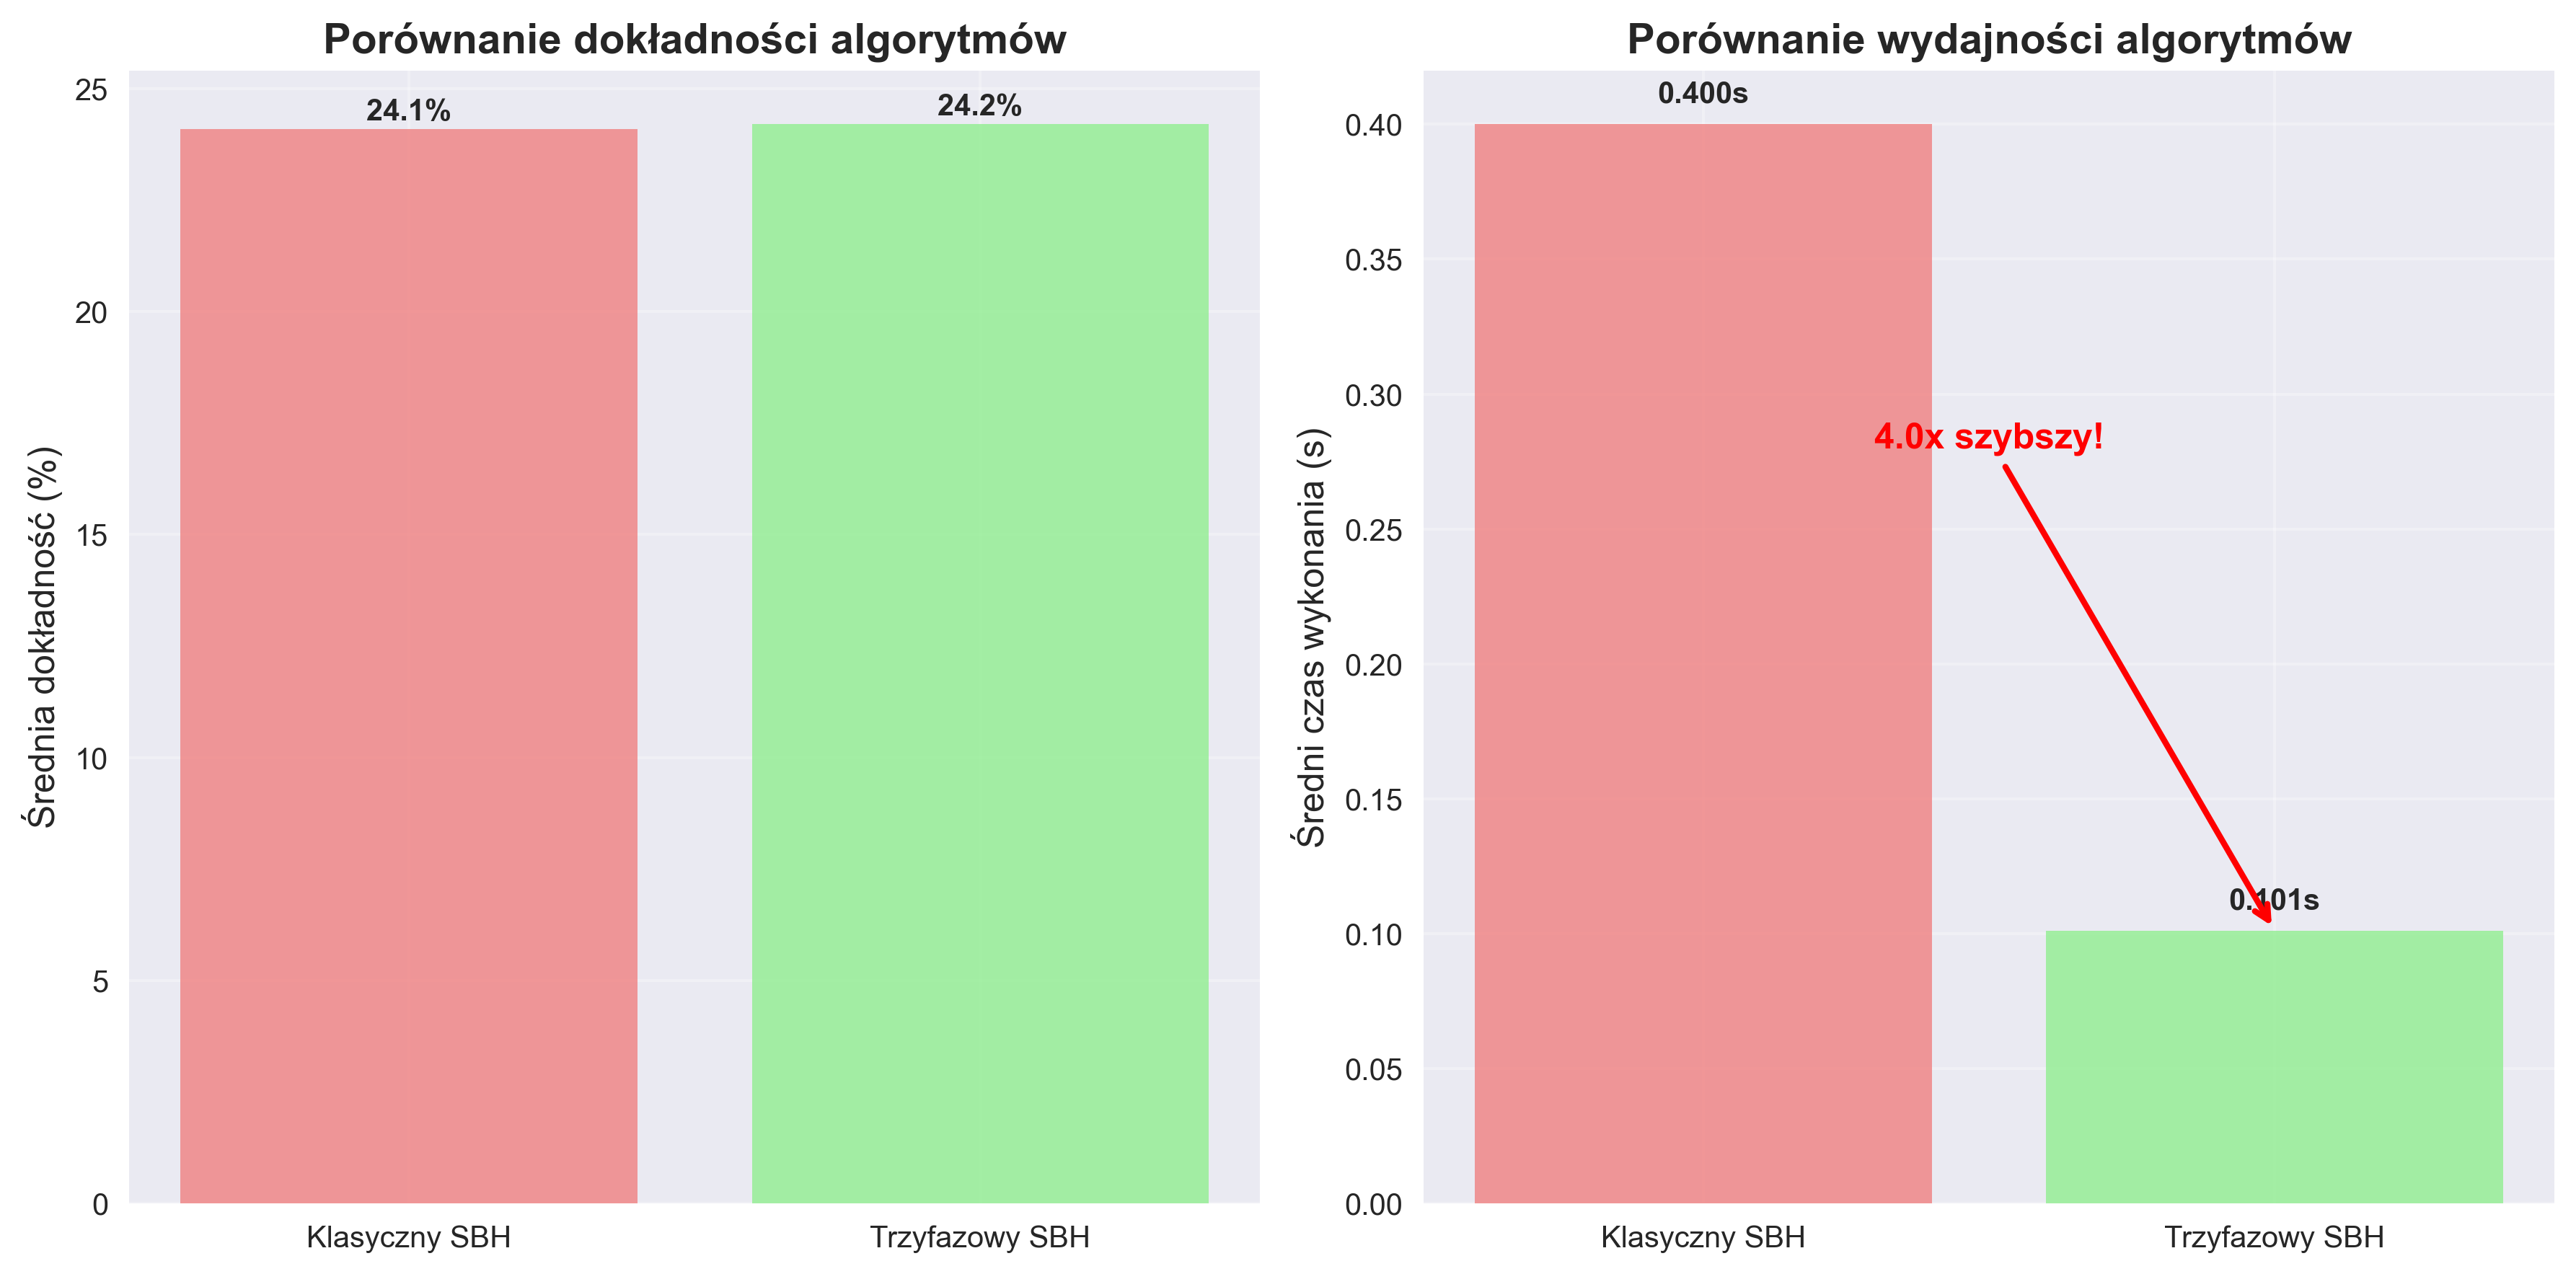 Porównanie dokładności algorytmów
Średnia dokładność (%)
25
20
15
10
5
0
24.1%
24.2%
Klasyczny SBH
Trzyfazowy SBH
Porównanie wydajności algorytmów
Średni czas wykonania (s)
0.40
0.35
0.30
0.25
0.20
0.15
0.10
0.05
0.00
0.400s
4.0x szybszy!
0.101s
Klasyczny SBH
Trzyfazowy SBH